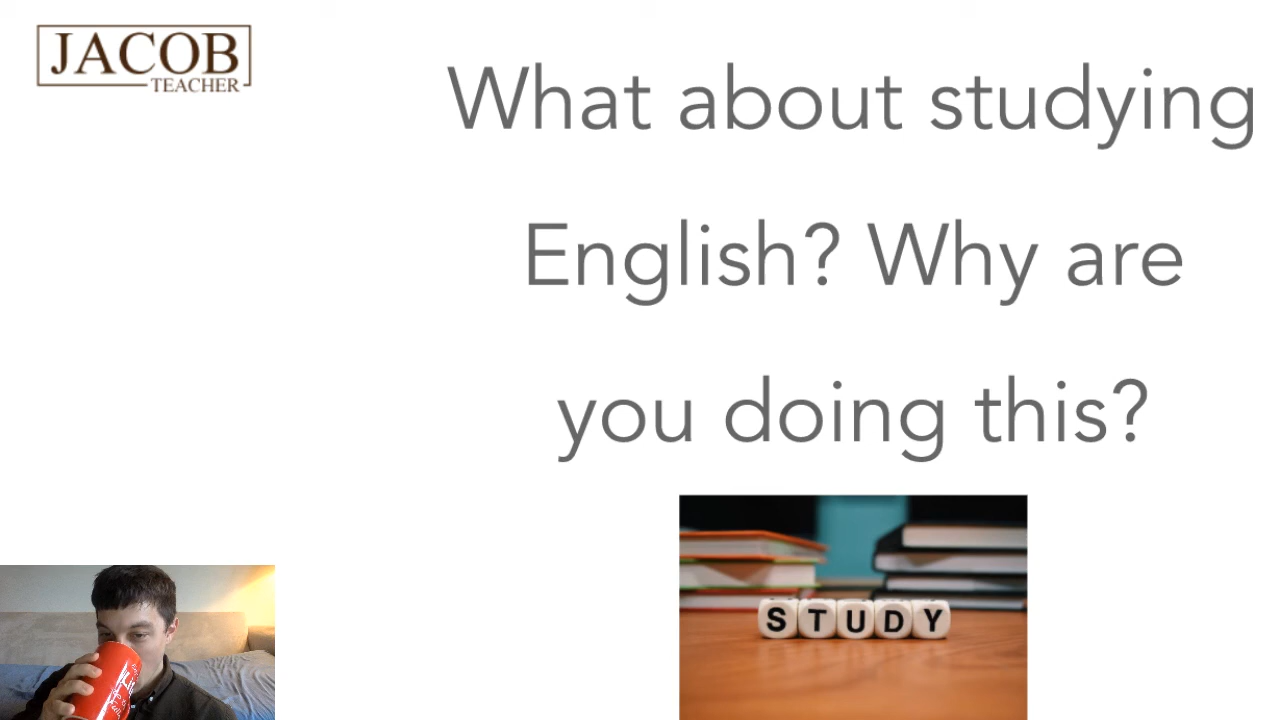 JACOB
TEACHER
What about studying
English? Why are
you doing this?
STUDY